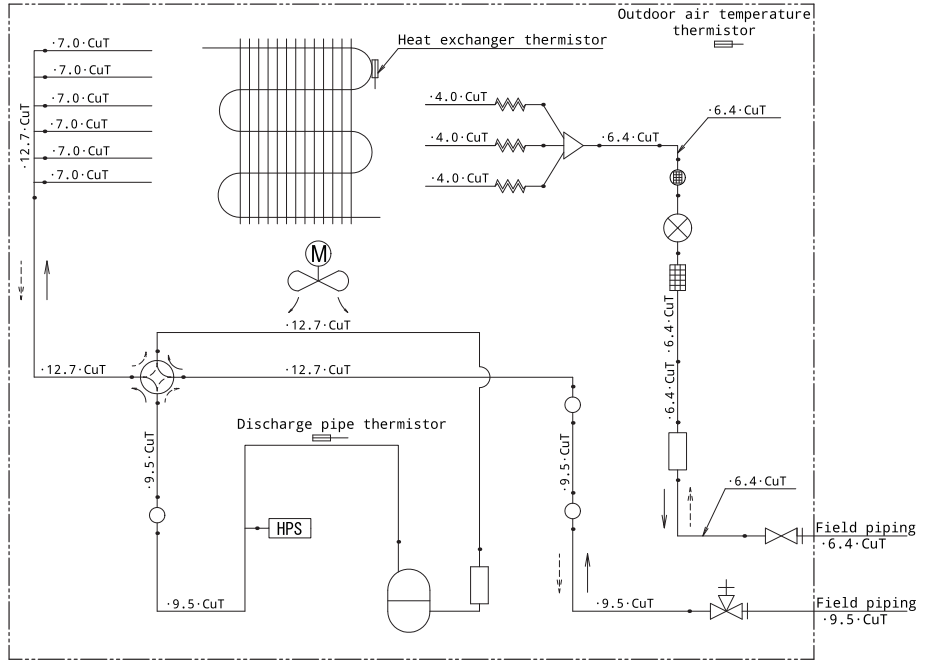 Outdoor air temperature
thermistor
·7.0·CuT
·7.0·CuT
·7.0·CuT
·7.0·CuT
·7.0·CuT
·7.0·CuT
·12.7·CuT
Heat exchanger thermistor
·4.0·CuT
·4.0·CuT
·4.0·CuT
·6.4·CuT
·6.4·CuT
M
·6.4·CuT
·6.4·CuT
·12.7·CuT
·12.7·CuT
·12.7·CuT
Discharge pipe thermistor
·9.5·CuT
·9.5·CuT
HPS
·6.4·CuT
Field piping
·6.4·CuT
·9.5·CuT
·9.5·CuT
Field piping
·9.5·CuT